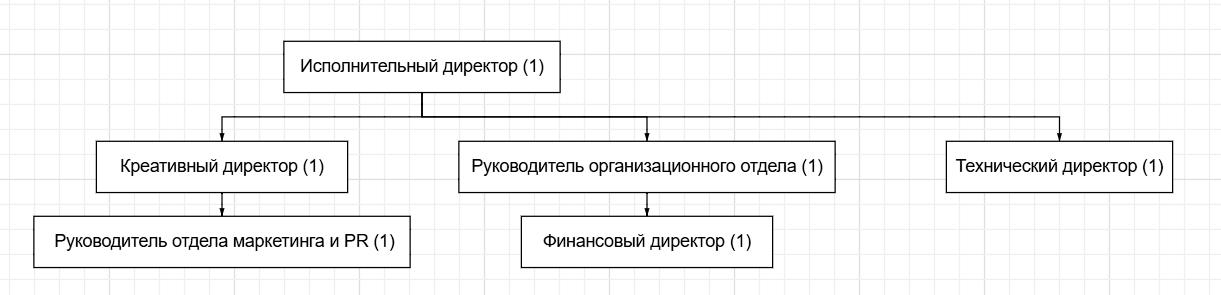 Исполнительный директор (1)
Креативный директор (1)
Руководитель организационного отдела (1)
Технический директор (1)
Руководитель отдела маркетинга и PR (1)
Финансовый директор (1)